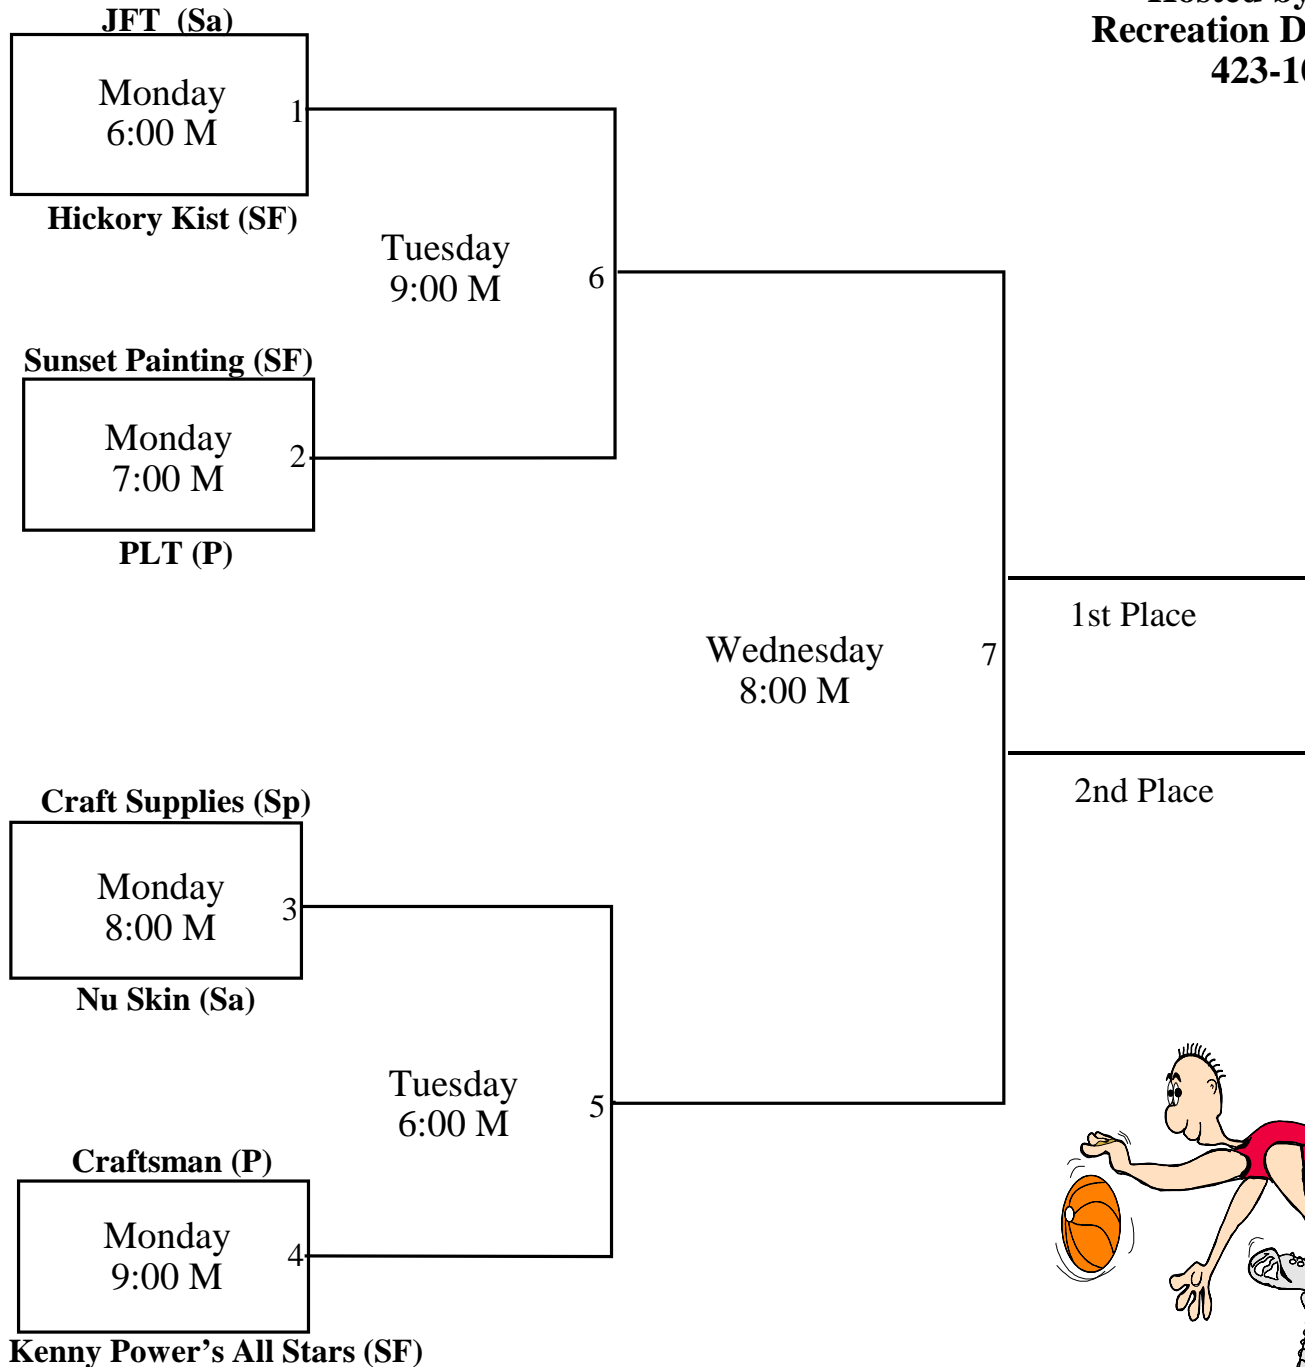 JFT (Sa)
Monday
6:00 M
1
Hickory Kist (SF)
Tuesday
9:00 M
6
Sunset Painting (SF)
Monday
7:00 M
2
PLT (P)
Recreation
423-10
Wednesday
8:00 M
7
1st Place
2nd Place
Craft Supplies (Sp)
Monday
8:00 M
3
Nu Skin (Sa)
Tuesday
6:00 M
5
Craftsman (P)
Monday
9:00 M
4
Kenny Power’s All Stars (SF)